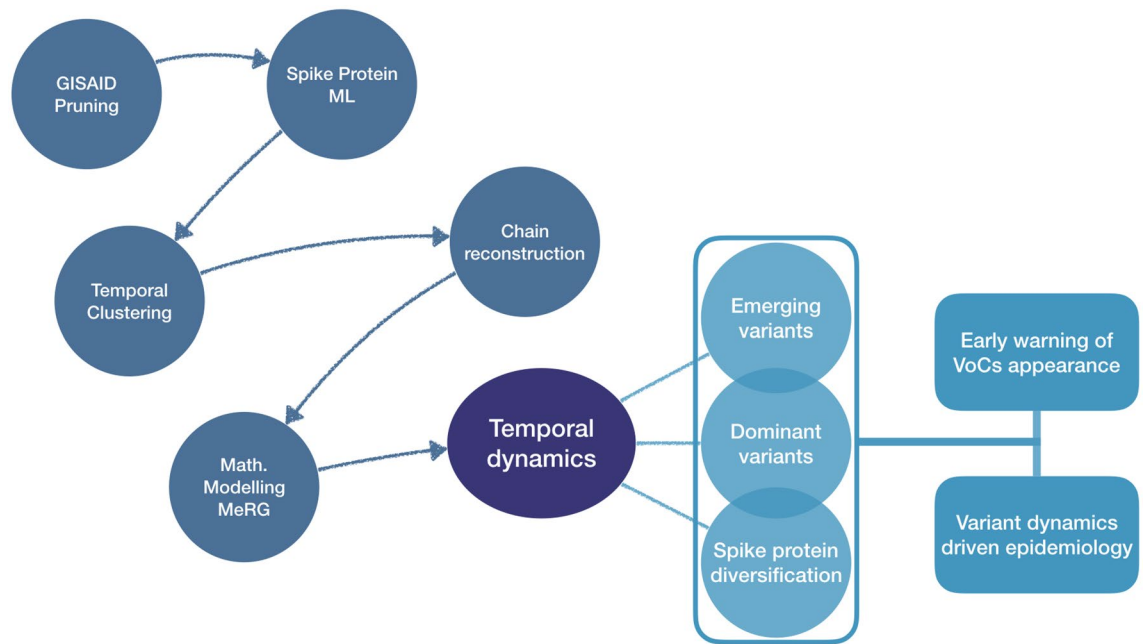 GISAID
Pruning
Spike Protein
ML
Temporal
Clustering
Chain
reconstruction
Math.
Modelling
MeRG
Temporal
dynamics
Emerging
variants
Dominant
variants
Spike protein
diversification
Early warning of
VoCs appearance
Variant dynamics
driven epidemiology